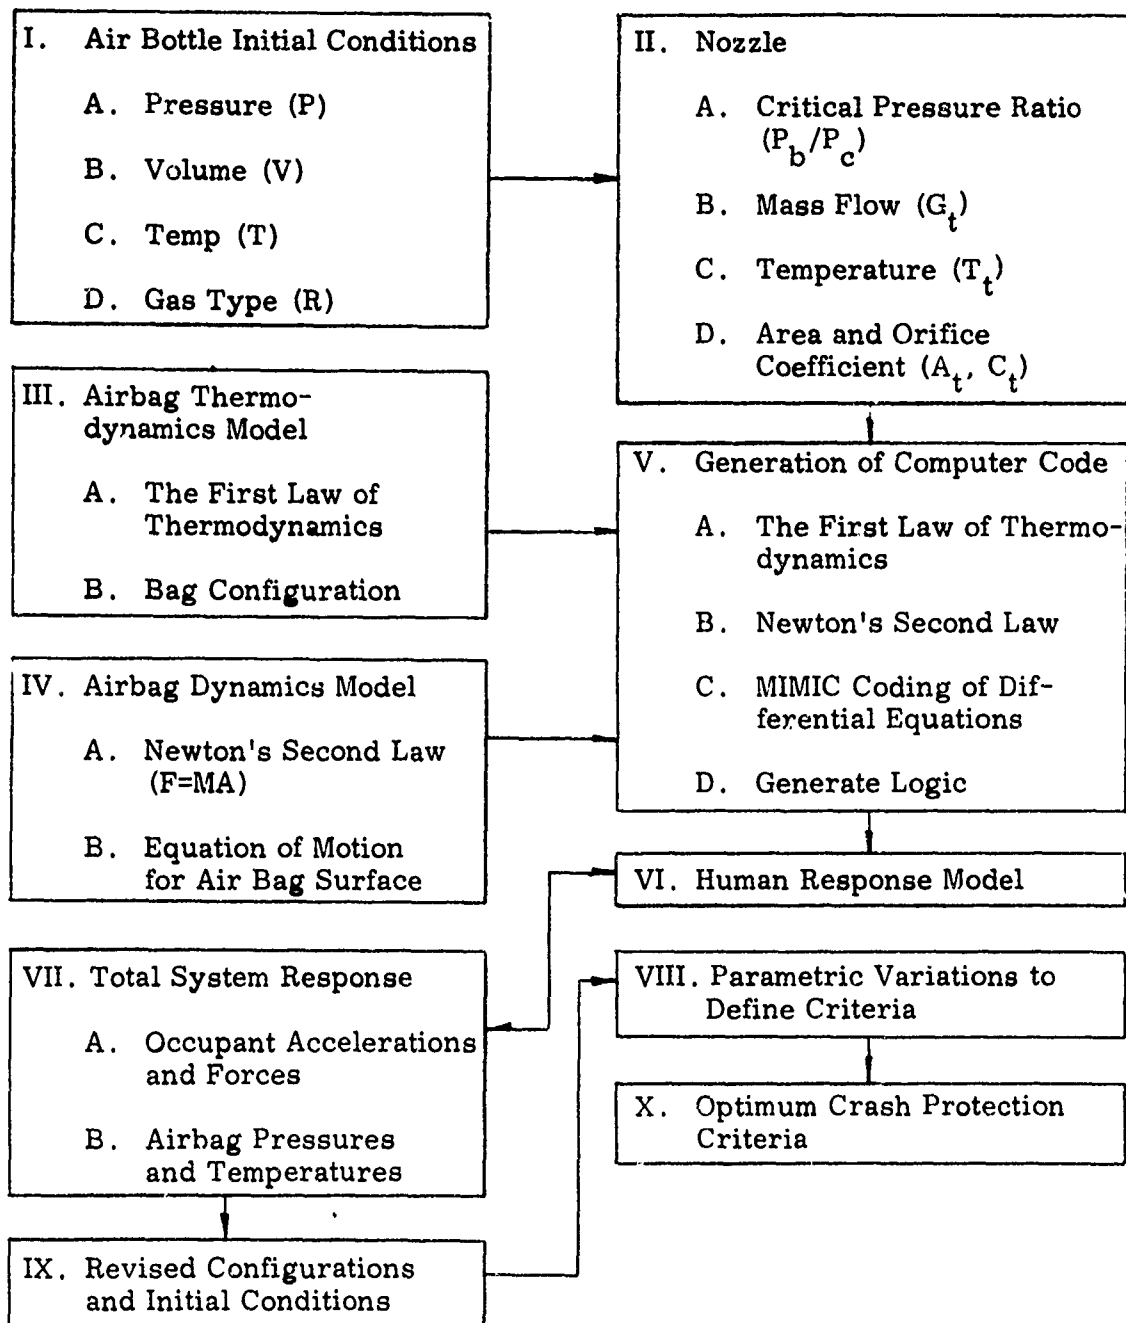 I. Air Bottle Initial Conditions
A. Pressure (P)
B. Volume (V)
C. Temp (T)
D. Gas Type (R)
II. Nozzle
A. Critical Pressure Ratio
(P_b/P_c)
B. Mass Flow (G_t)
C. Temperature (T_t)
D. Area and Orifice
Coefficient (A_t, C_t)
III. Airbag Thermo-
dynamics Model
A. The First Law of
Thermodynamics
B. Bag Configuration
IV. Airbag Dynamics Model
A. Newton's Second Law
(F=MA)
B. Equation of Motion
for Air Bag Surface
V. Generation of Computer Code
A. The First Law of Thermo-
dynamics
B. Newton's Second Law
C. MIMIC Coding of Dif-
ferential Equations
D. Generate Logic
VI. Human Response Model
VII. Total System Response
A. Occupant Accelerations
and Forces
B. Airbag Pressures
and Temperatures
VIII. Parametric Variations to
Define Criteria
IX. Revised Configurations
and Initial Conditions
X. Optimum Crash Protection
Criteria